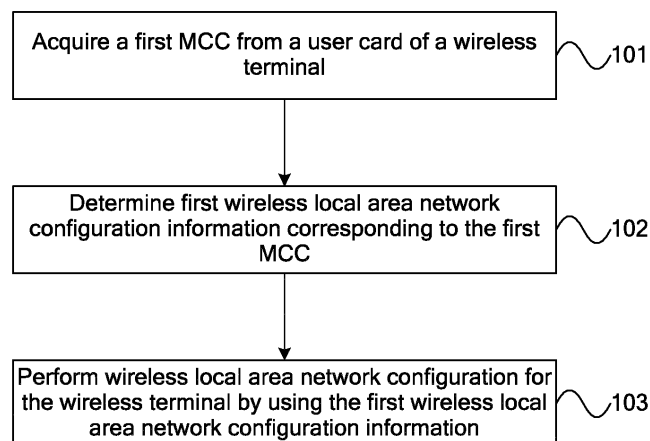 Acquire a first MCC from a user card of a wireless
terminal
101
Determine first wireless local area network
configuration information corresponding to the first
MCC
102
Perform wireless local area network configuration for
the wireless terminal by using the first wireless local
area network configuration information
103